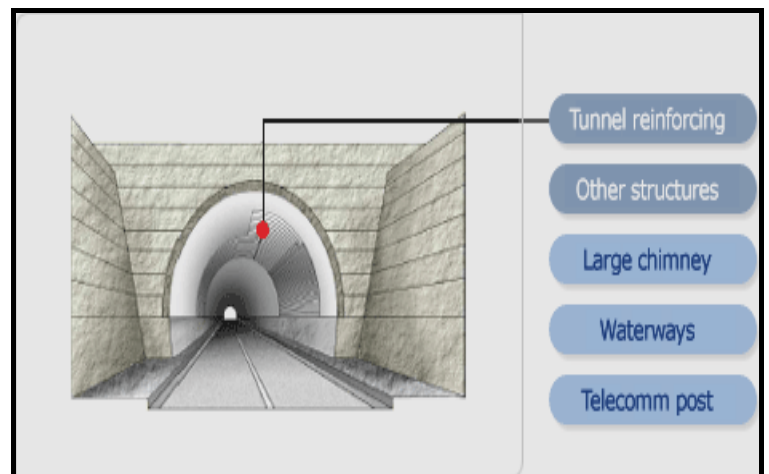 Tunnel reinforcing
Other structures
Large chimney
Waterways
Telecomm post